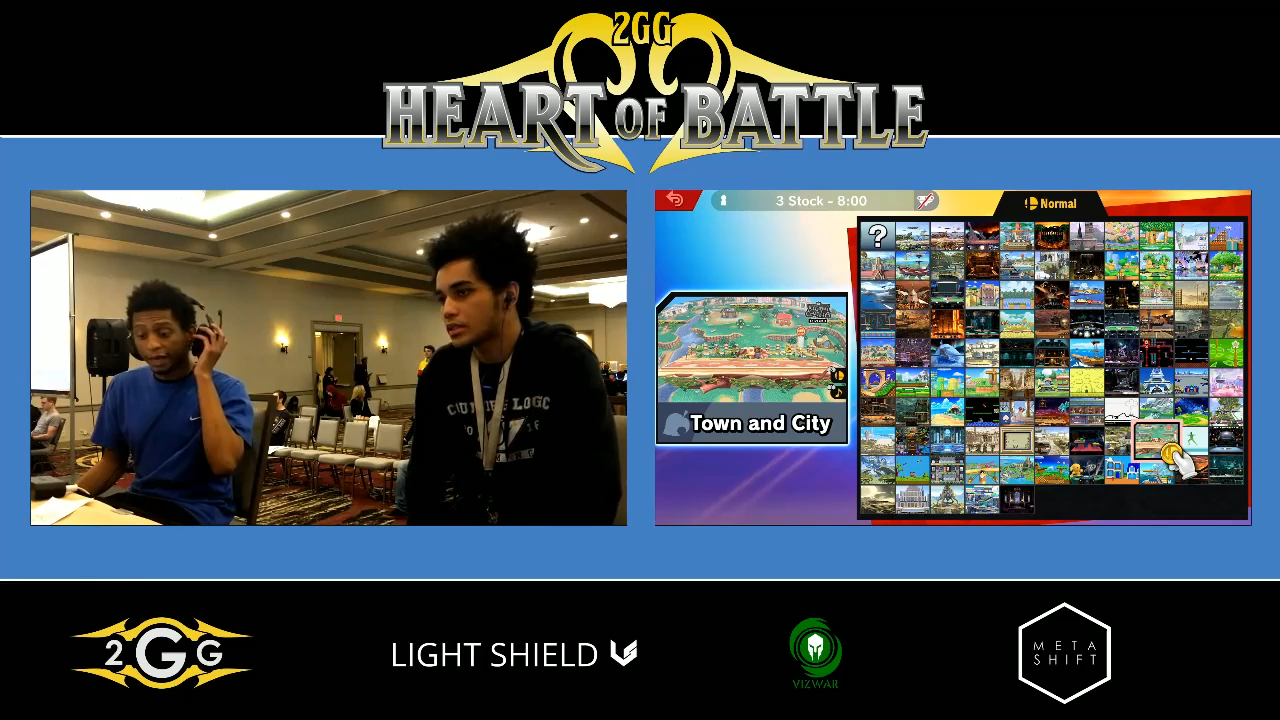 2GG
HEART OF BATTLE
3 Stock - 8:00
Normal
?
Town and City
2GG
LIGHT SHIELD
VIZWAR
META
SHIFT